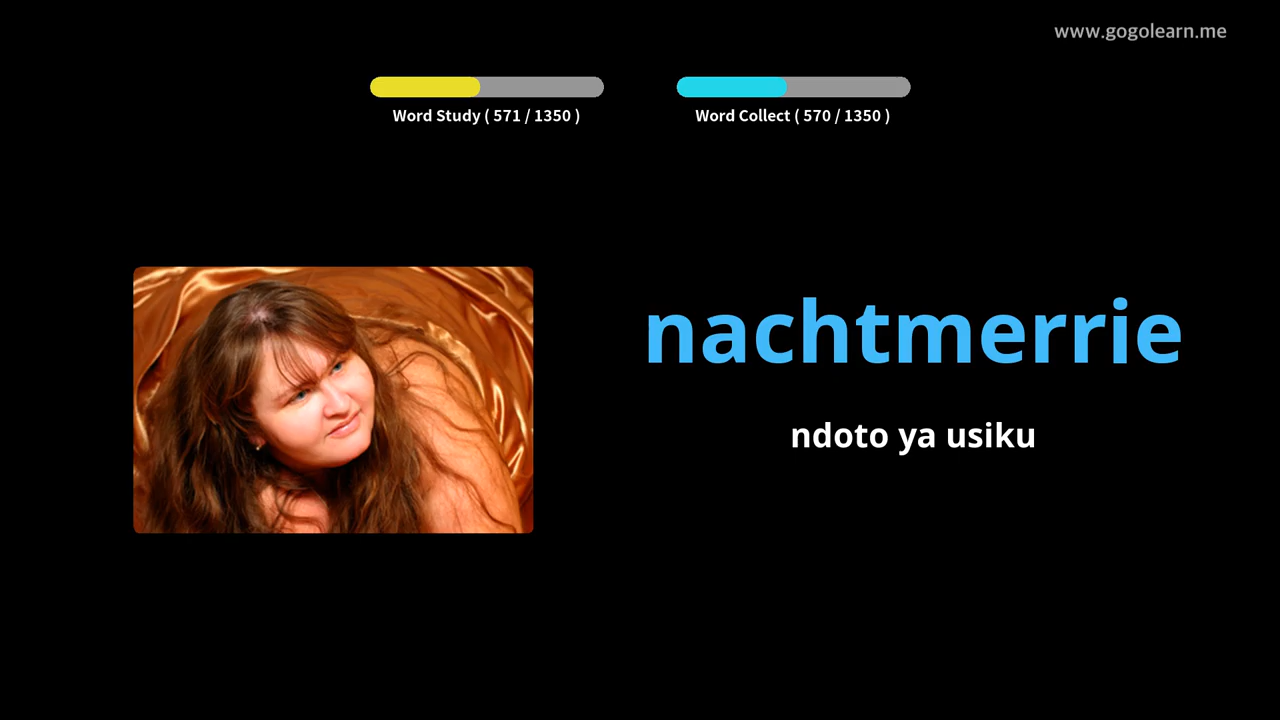 www.gogolearn.me
Word Study ( 571 / 1350 )
Word Collect ( 570 / 1350 )
nachtmerrie
ndoto ya usiku